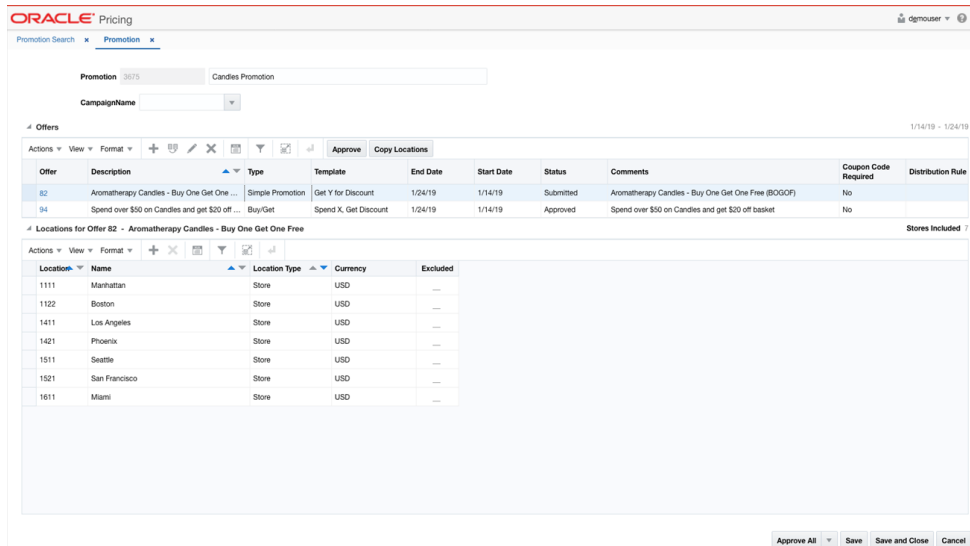 ORACLE® Pricing
demouser
Promotion Search × Promotion ×
Promotion 3675 Candles Promotion
CampaignName
Offers 1/14/19 - 1/24/19
Actions View Format Approve Copy Locations
Offer Description Type Template End Date Start Date Status Comments Coupon Code Required Distribution Rule
82 Aromatherapy Candles - Buy One Get One ... Simple Promotion Get Y for Discount 1/24/19 1/14/19 Submitted Aromatherapy Candles - Buy One Get One Free (BOGOF) No
94 Spend over $50 on Candles and get $20 off ... Buy/Get Spend X, Get Discount 1/24/19 1/14/19 Approved Spend over $50 on Candles and get $20 off basket No
Locations for Offer 82 - Aromatherapy Candles - Buy One Get One Free Stores Included 7
Actions View Format
Location Name Location Type Currency Excluded
1111 Manhattan Store USD
1122 Boston Store USD
1411 Los Angeles Store USD
1421 Phoenix Store USD
1511 Seattle Store USD
1521 San Francisco Store USD
1611 Miami Store USD
Approve All Save Save and Close Cancel